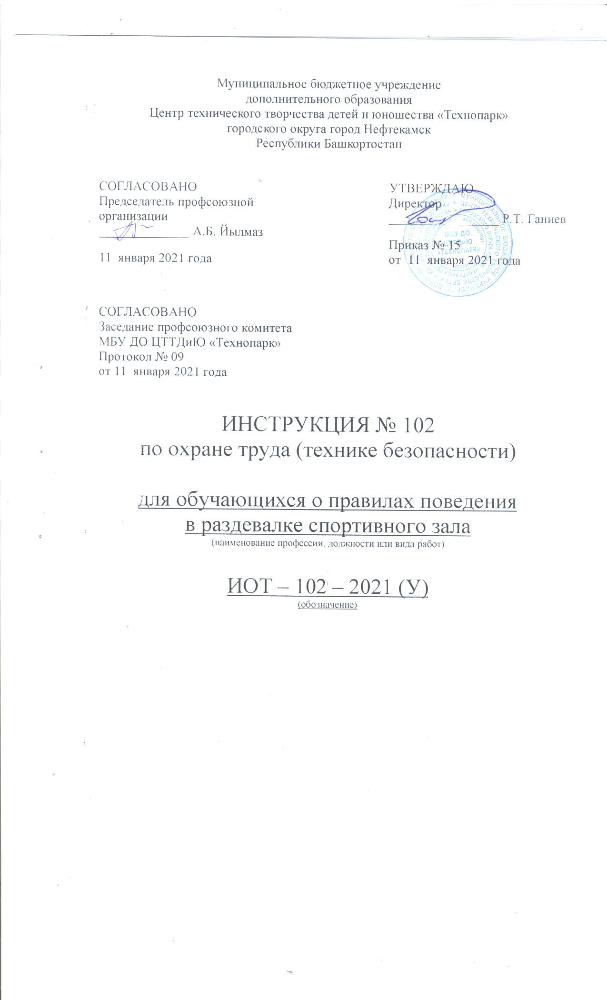 Муниципальное бюджетное учреждение
дополнительного образования
Центр технического творчества детей и юношества «Технопарк»
городского округа город Нефтекамск
Республики Башкортостан
СОГЛАСОВАНО
Председатель профсоюзной
организации
______________ А.Б. Йылмаз
11 января 2021 года
УТВЕРЖДАЮ
Директор
_________________ Р.Т. Ганиев
Приказ № 15
от 11 января 2021 года
МБУ ДО
ЦТТДиЮ
«ТЕХНОПАРК»
СОГЛАСОВАНО
Заседание профсоюзного комитета
МБУ ДО ЦТТДиЮ «Технопарк»
Протокол № 09
от 11 января 2021 года
ИНСТРУКЦИЯ № 102
по охране труда (технике безопасности)
для обучающихся о правилах поведения
в раздевалке спортивного зала
(наименование профессии, должности или вида работ)
ИОТ – 102 – 2021 (У)
(обозначение)